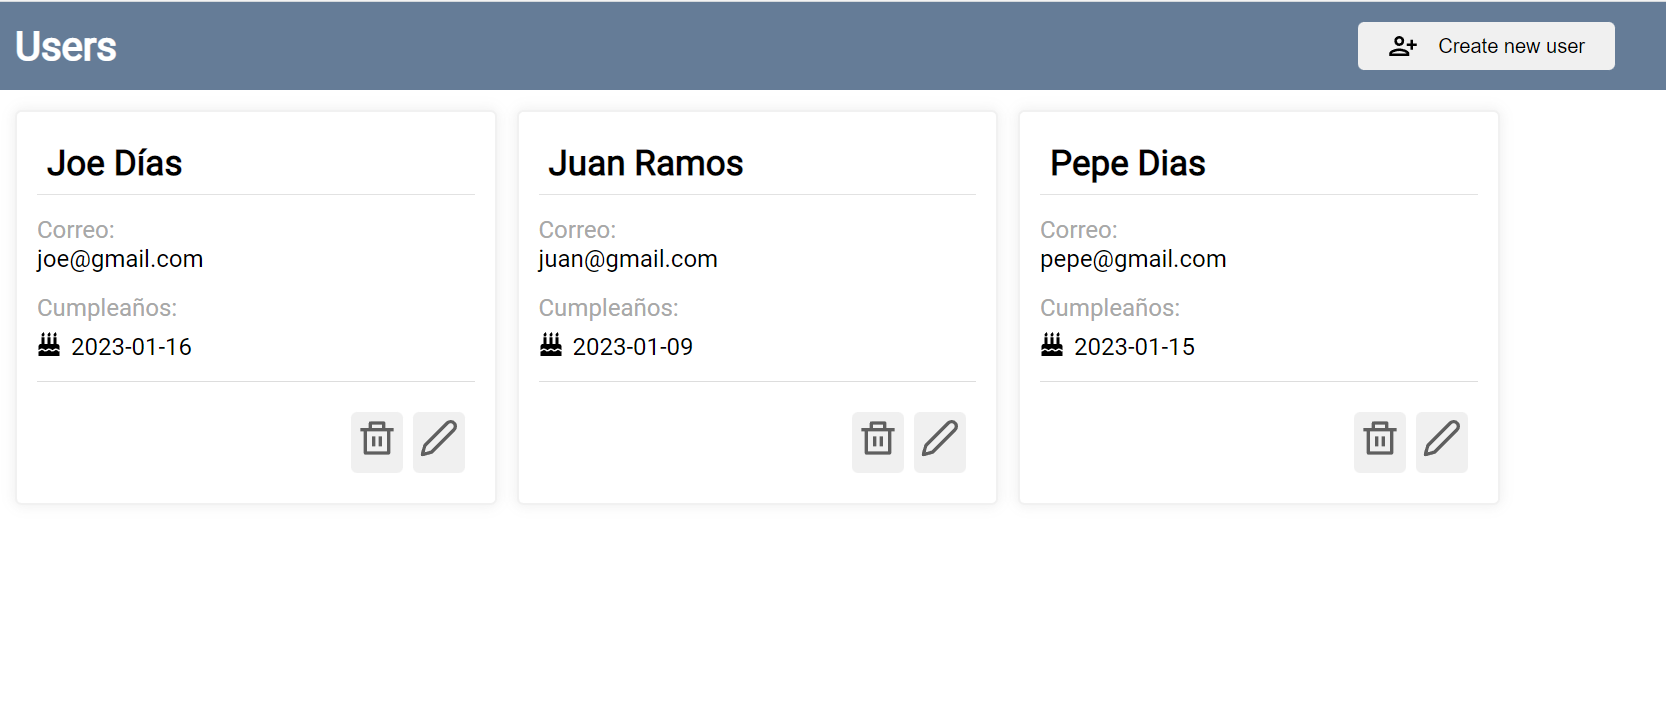 Users
Create new user
Joe Días
Correo:
joe@gmail.com
Cumpleaños:
2023-01-16
Juan Ramos
Correo:
juan@gmail.com
Cumpleaños:
2023-01-09
Pepe Dias
Correo:
pepe@gmail.com
Cumpleaños:
2023-01-15